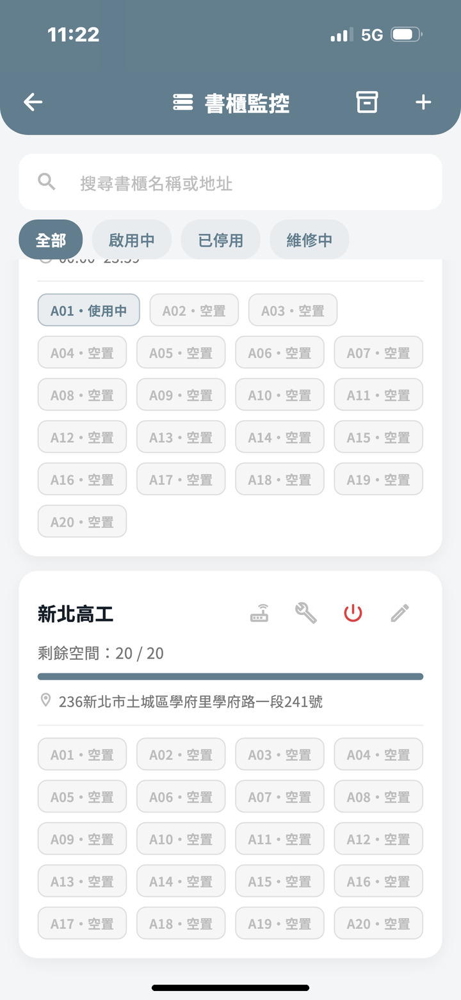 11:22 5G
書櫃監控
搜尋書櫃名稱或地址
全部 啟用中 已停用 維修中
00:00 23:59
A01・使用中 A02・空置 A03・空置
A04・空置 A05・空置 A06・空置 A07・空置
A08・空置 A09・空置 A10・空置 A11・空置
A12・空置 A13・空置 A14・空置 A15・空置
A16・空置 A17・空置 A18・空置 A19・空置
A20・空置
新北高工
剩餘空間：20 / 20
236新北市土城區學府里學府路一段241號
A01・空置 A02・空置 A03・空置 A04・空置
A05・空置 A06・空置 A07・空置 A08・空置
A09・空置 A10・空置 A11・空置 A12・空置
A13・空置 A14・空置 A15・空置 A16・空置
A17・空置 A18・空置 A19・空置 A20・空置